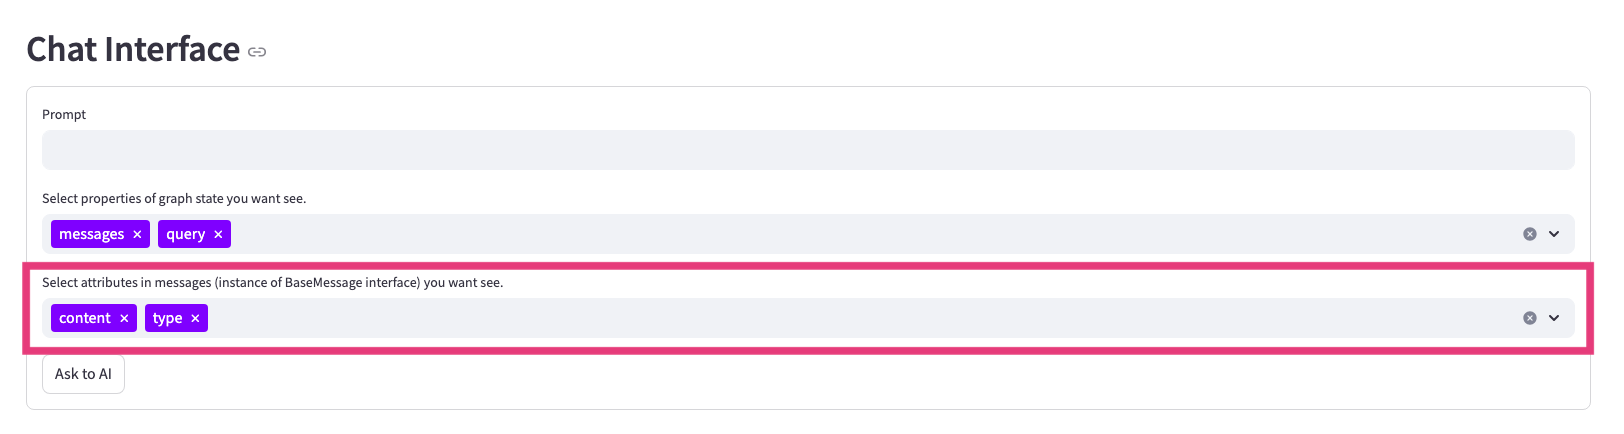 Chat Interface
Prompt
Select properties of graph state you want see.
messages × query ×
Select attributes in messages (instance of BaseMessage interface) you want see.
content × type ×
Ask to AI